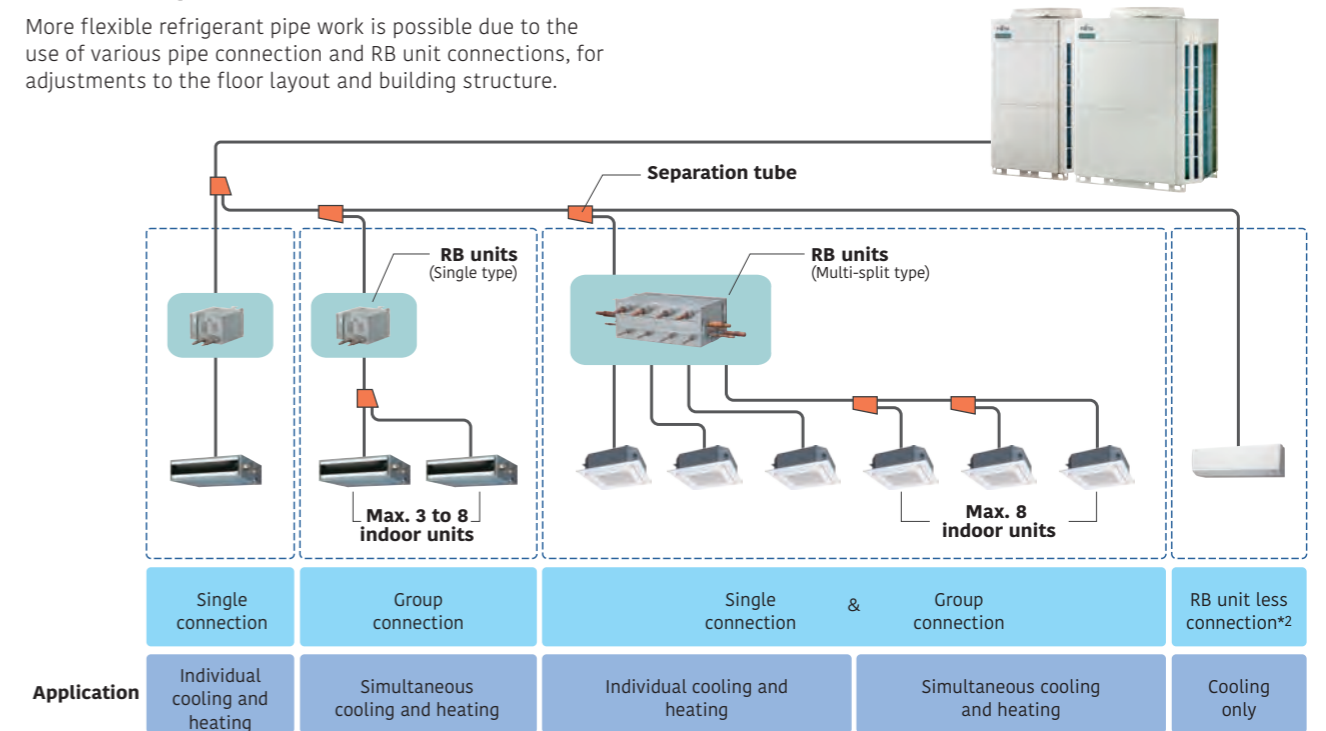 More flexible refrigerant pipe work is possible due to the
use of various pipe connection and RB unit connections, for
adjustments to the floor layout and building structure.
Separation tube
RB units
(Single type)
RB units
(Multi-split type)
Max. 3 to 8
indoor units
Max. 8
indoor units
Single
connection
Group
connection
Single
connection
&
Group
connection
RB unit less
connection*2
Application
Individual
cooling and
heating
Simultaneous
cooling and heating
Individual cooling and
heating
Simultaneous cooling
and heating
Cooling
only